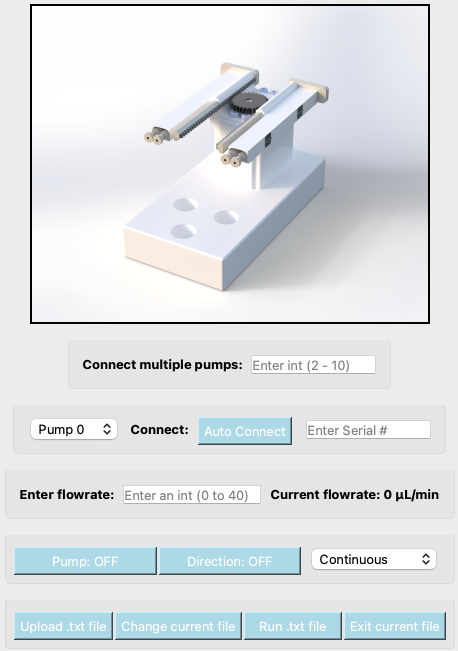 Connect multiple pumps: Enter int (2 - 10)
Pump 0 Connect: Auto Connect Enter Serial #
Enter flowrate: Enter an int (0 to 40) Current flowrate: 0 µL/min
Pump: OFF Direction: OFF Continuous
Upload .txt file Change current file Run .txt file Exit current file